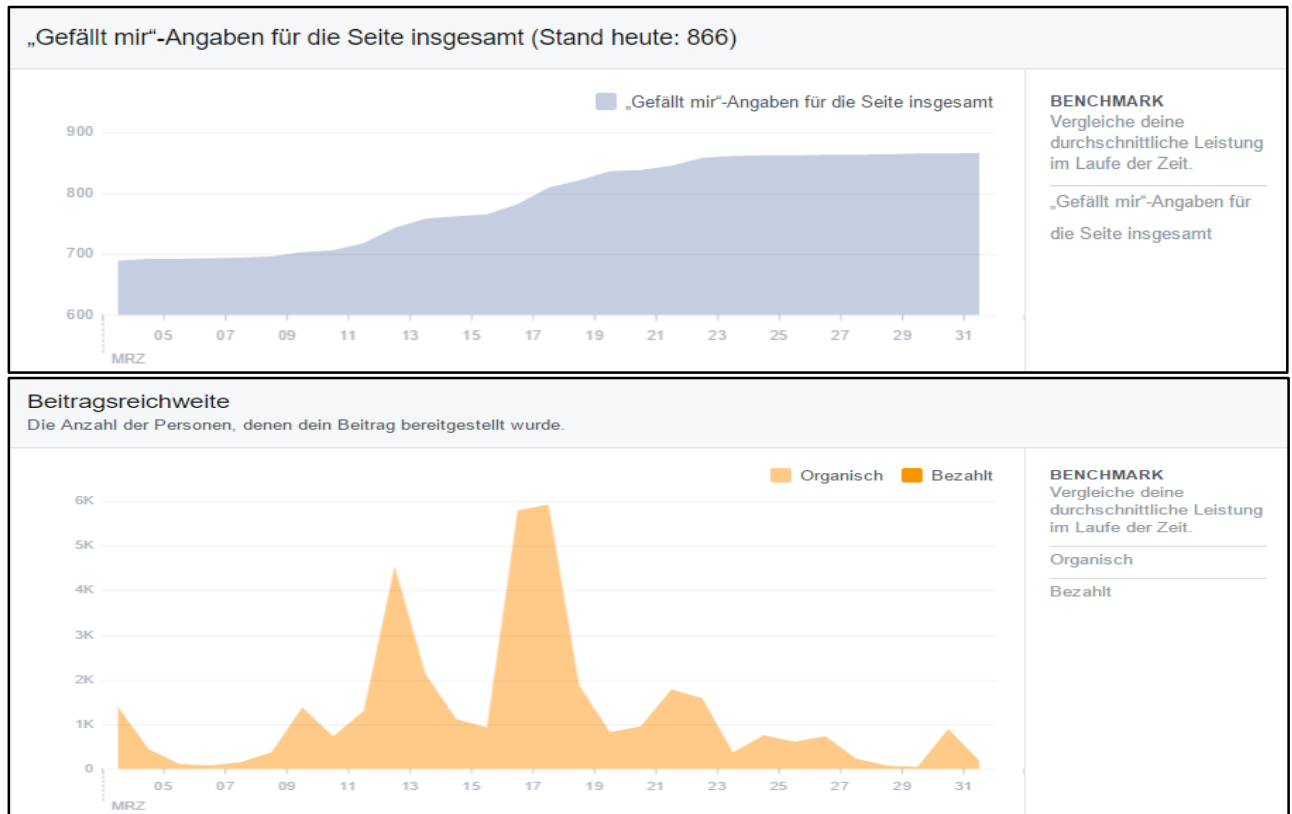 „Gefällt mir“-Angaben für die Seite insgesamt (Stand heute: 866)
„Gefällt mir“-Angaben für die Seite insgesamt
900
800
700
600
05 07 09 11 13 15 17 19 21 23 25 27 29 31
MRZ
BENCHMARK
Vergleiche deine
durchschnittliche Leistung
im Laufe der Zeit.
„Gefällt mir“-Angaben für
die Seite insgesamt
Beitragsreichweite
Die Anzahl der Personen, denen dein Beitrag bereitgestellt wurde.
Organisch Bezahlt
6K
5K
4K
3K
2K
1K
0
05 07 09 11 13 15 17 19 21 23 25 27 29 31
MRZ
BENCHMARK
Vergleiche deine
durchschnittliche Leistung
im Laufe der Zeit.
Organisch
Bezahlt